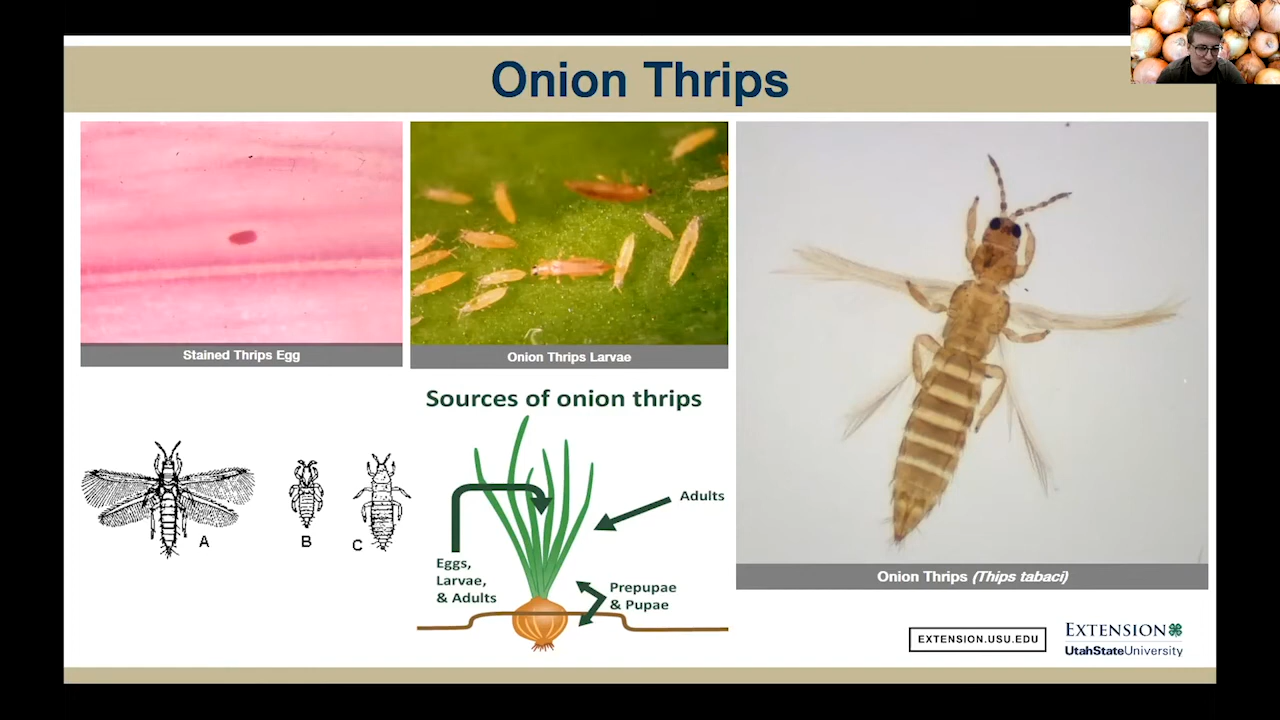 Onion Thrips
Stained Thrips Egg
Onion Thrips Larvae
Sources of onion thrips
Adults
Eggs,
Larvae,
& Adults
Prepupae
& Pupae
A
B
C
Onion Thrips (Thips tabaci)
EXTENSION.USU.EDU
EXTENSION
UtahStateUniversity